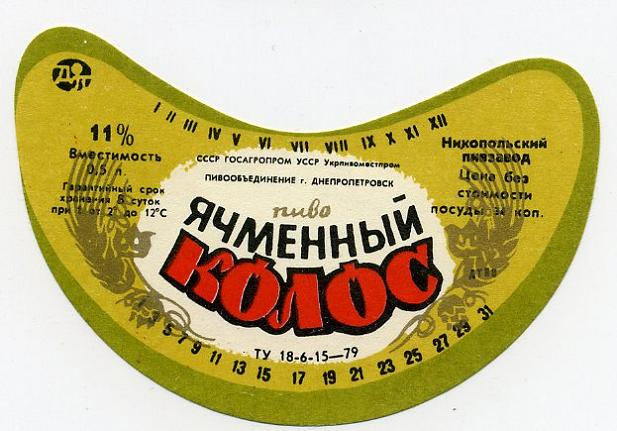 I II III IV V VI VII VIII IX X XI XII
11%
Вместимость
0,5 л.
Гарантийный срок
хранения 8 суток
при t от 2° до 12°С
СССР ГОСАГРОПРОМ УССР Укрпивоместпром
ПИВООБЪЕДИНЕНИЕ г. ДНЕПРОПЕТРОВСК
пиво
ЯЧМЕННЫЙ
КОЛОС
Никопольский
пивзавод
Цена без
стоимости
посуды коп.
ТУ 18-6-15—79
5 7 9 11 13 15 17 19 21 23 25 27 29 31